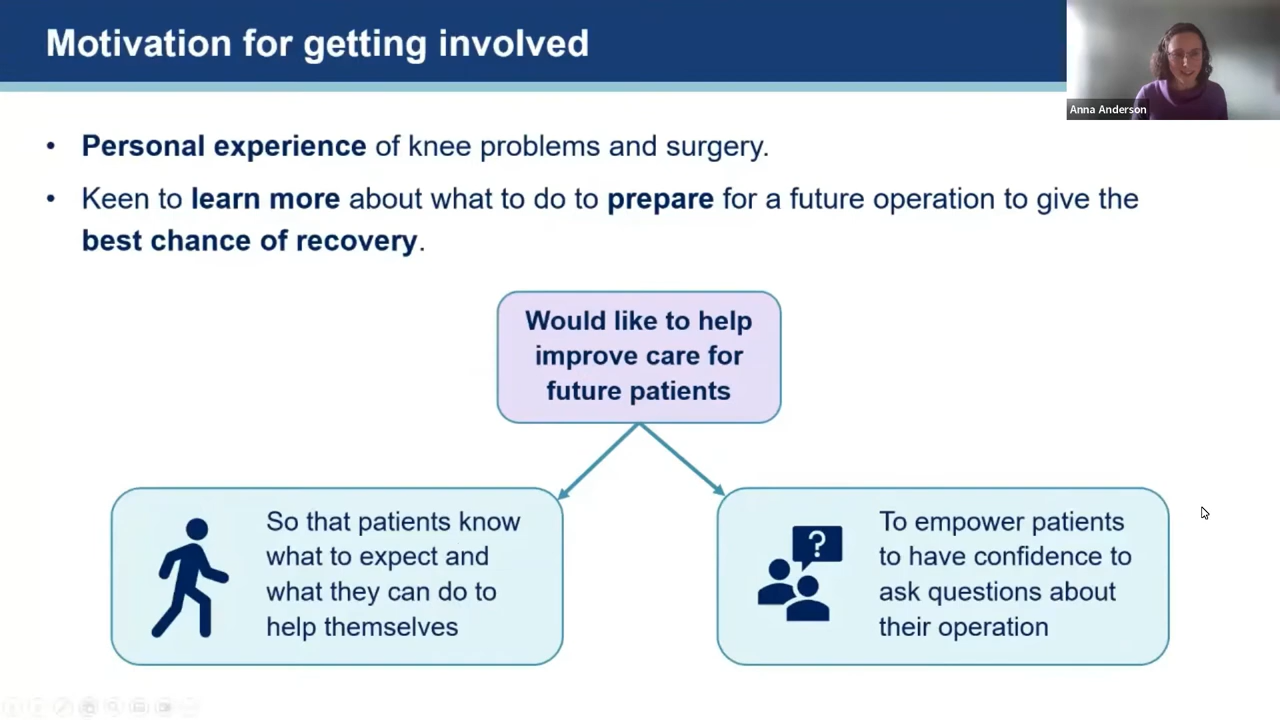 Motivation for getting involved
Anna Anderson
• Personal experience of knee problems and surgery.
• Keen to learn more about what to do to prepare for a future operation to give the
best chance of recovery.
Would like to help
improve care for
future patients
So that patients know
what to expect and
what they can do to
help themselves
?
To empower patients
to have confidence to
ask questions about
their operation